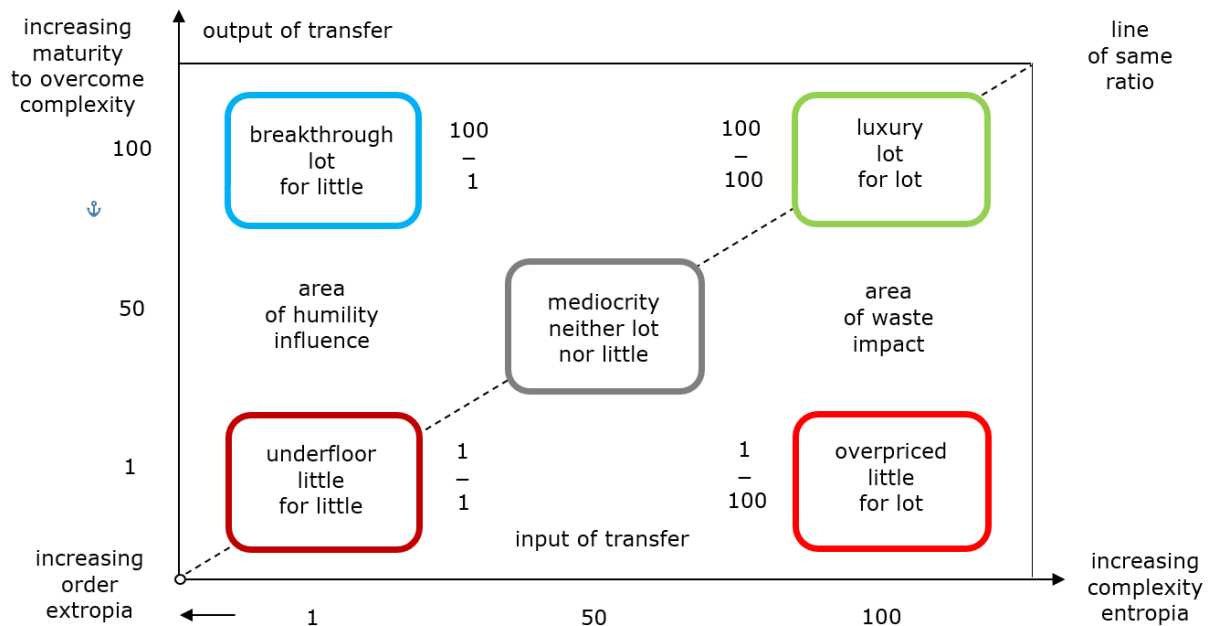 increasing
maturity
to overcome
complexity
output of transfer
line
of same
ratio
100
breakthrough
lot
for little
100
–
1
100
–
100
luxury
lot
for lot
50
area
of humility
influence
mediocrity
neither lot
nor little
area
of waste
impact
1
underfloor
little
for little
1
–
1
1
–
100
overpriced
little
for lot
input of transfer
increasing
order
extropia
increasing
complexity
entropia
1
50
100